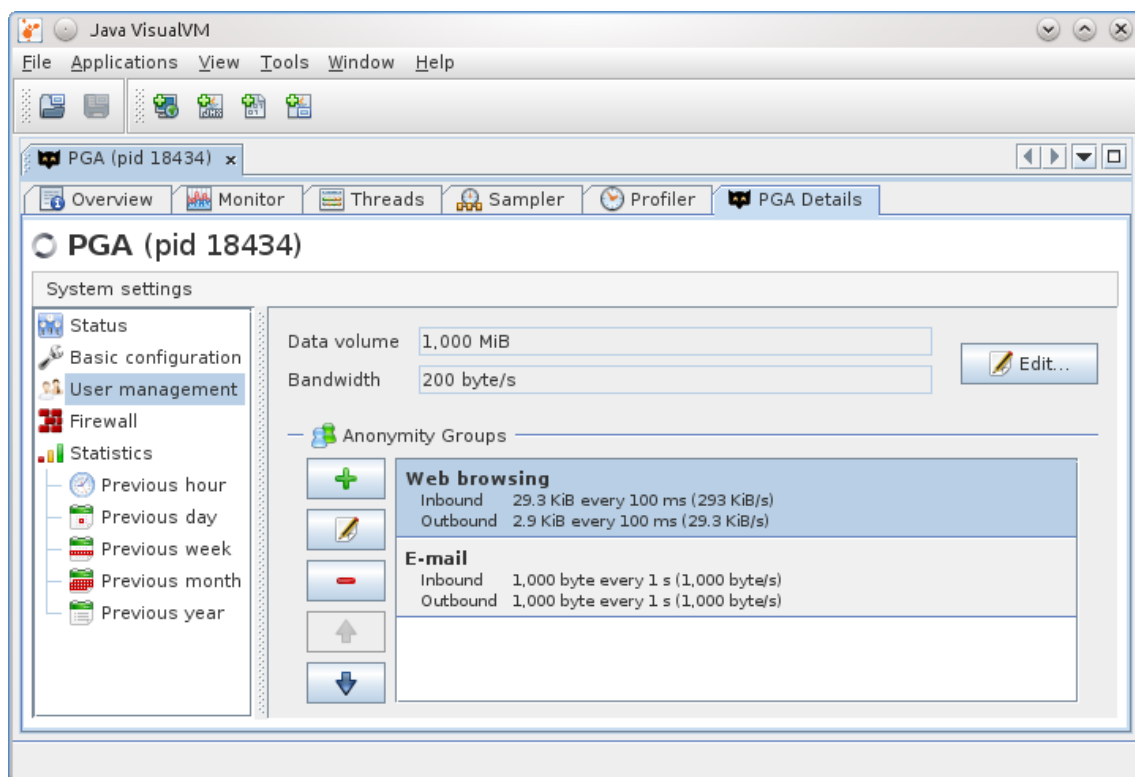 Java VisualVM
File Applications View Tools Window Help
PGA (pid 18434) x
Overview Monitor Threads Sampler Profiler PGA Details
PGA (pid 18434)
System settings
Status
Basic configuration
User management
Firewall
Statistics
Previous hour
Previous day
Previous week
Previous month
Previous year
Data volume 1,000 MiB
Bandwidth 200 byte/s
Edit...
Anonymity Groups
Web browsing
Inbound 29.3 KiB every 100 ms (293 KiB/s)
Outbound 2.9 KiB every 100 ms (29.3 KiB/s)
E-mail
Inbound 1,000 byte every 1 s (1,000 byte/s)
Outbound 1,000 byte every 1 s (1,000 byte/s)